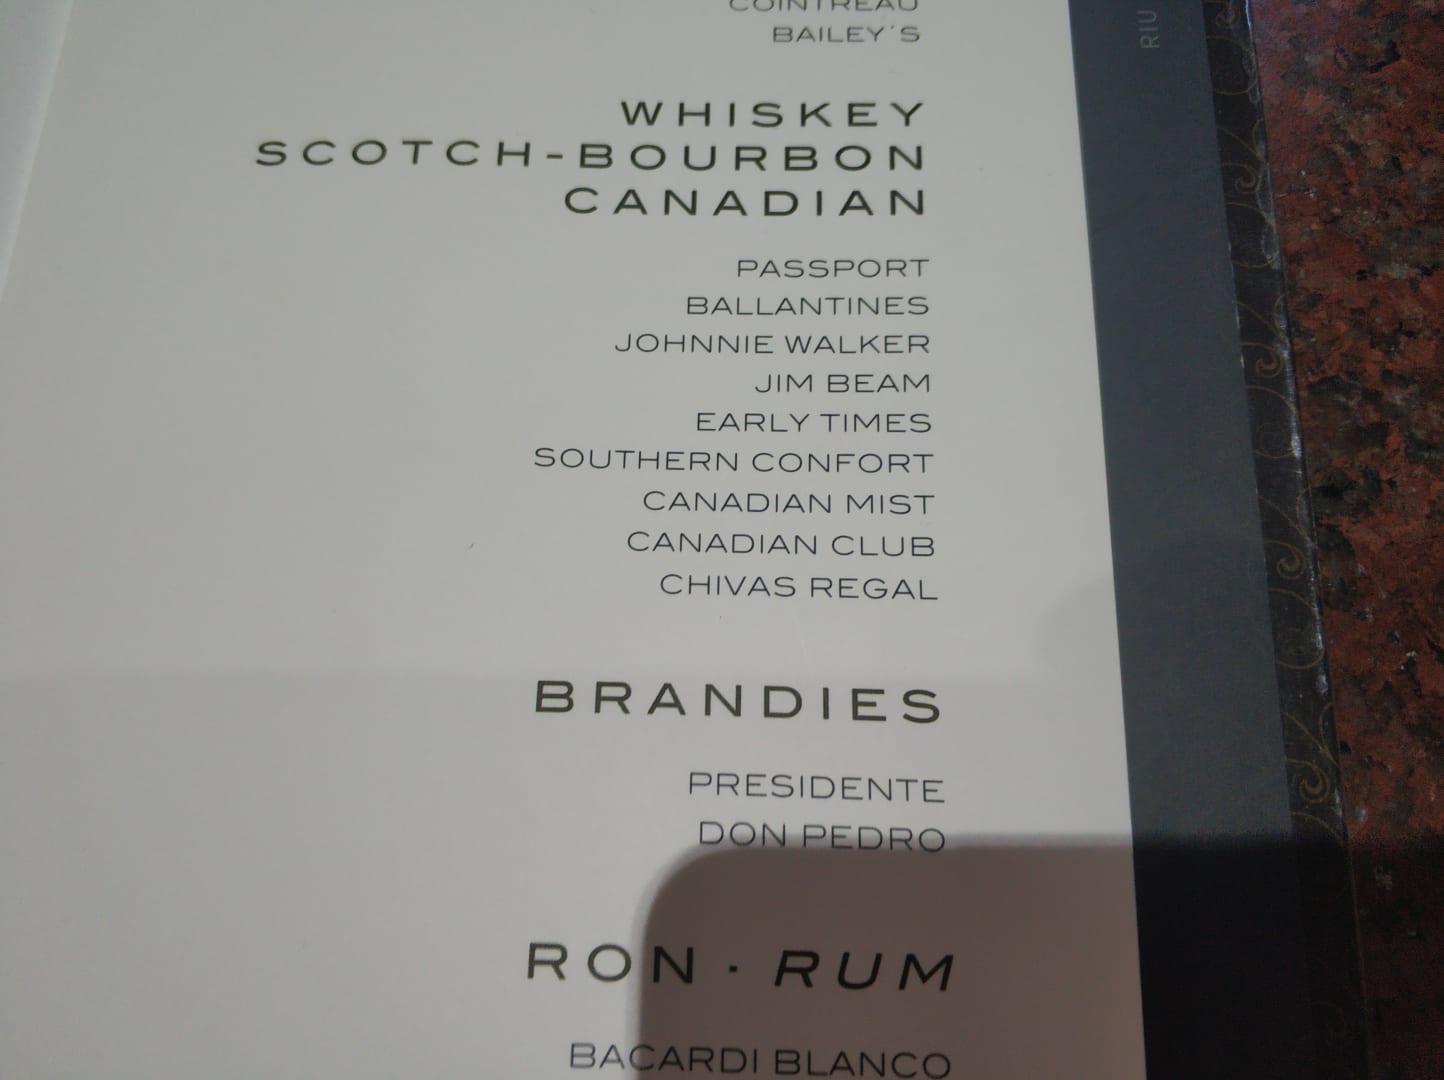 COINTREAU
BAILEY'S
RIU
WHISKEY
SCOTCH-BOURBON
CANADIAN
PASSPORT
BALLANTINES
JOHNNIE WALKER
JIM BEAM
EARLY TIMES
SOUTHERN CONFORT
CANADIAN MIST
CANADIAN CLUB
CHIVAS REGAL
BRANDIES
PRESIDENTE
DON PEDRO
RON · RUM
BACARDI BLANCO